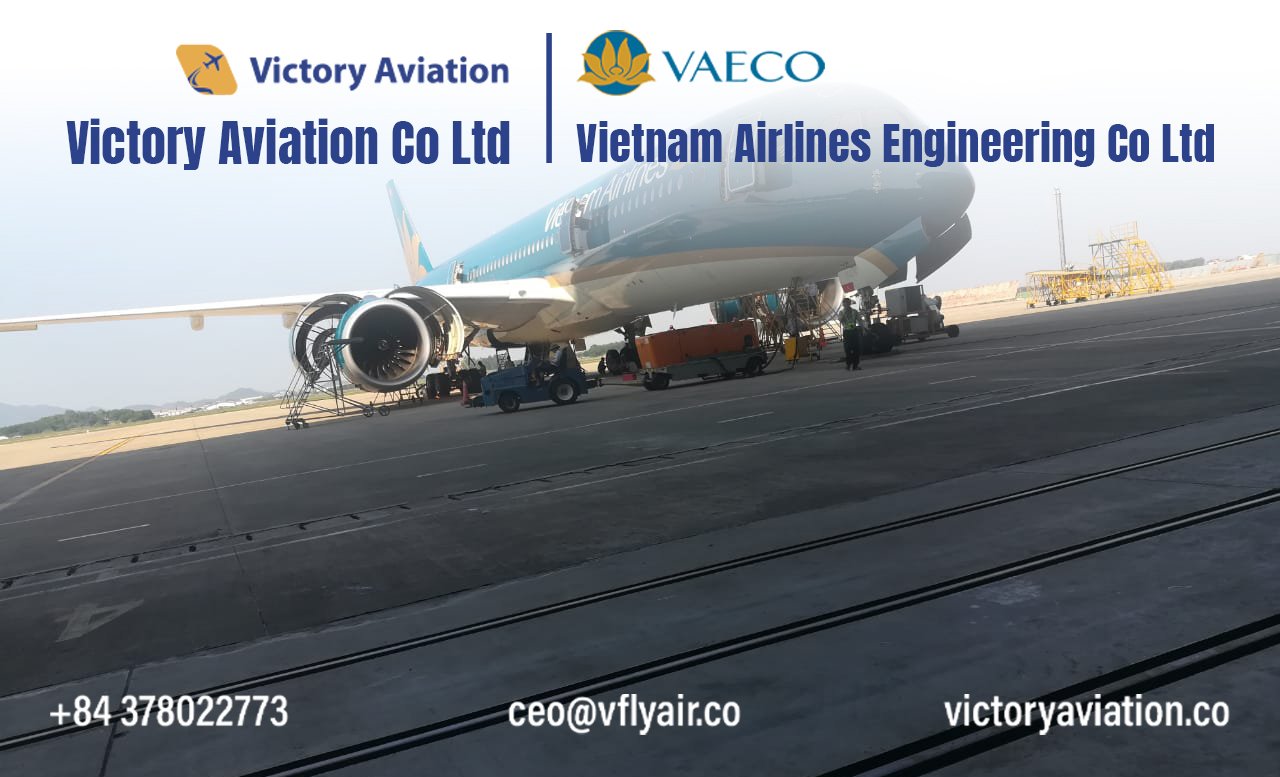 Victory Aviation
VAECO
Victory Aviation Co Ltd
Vietnam Airlines Engineering Co Ltd
Vietnam Airlines
+84 378022773
ceo@vflyair.co
victoryaviation.co